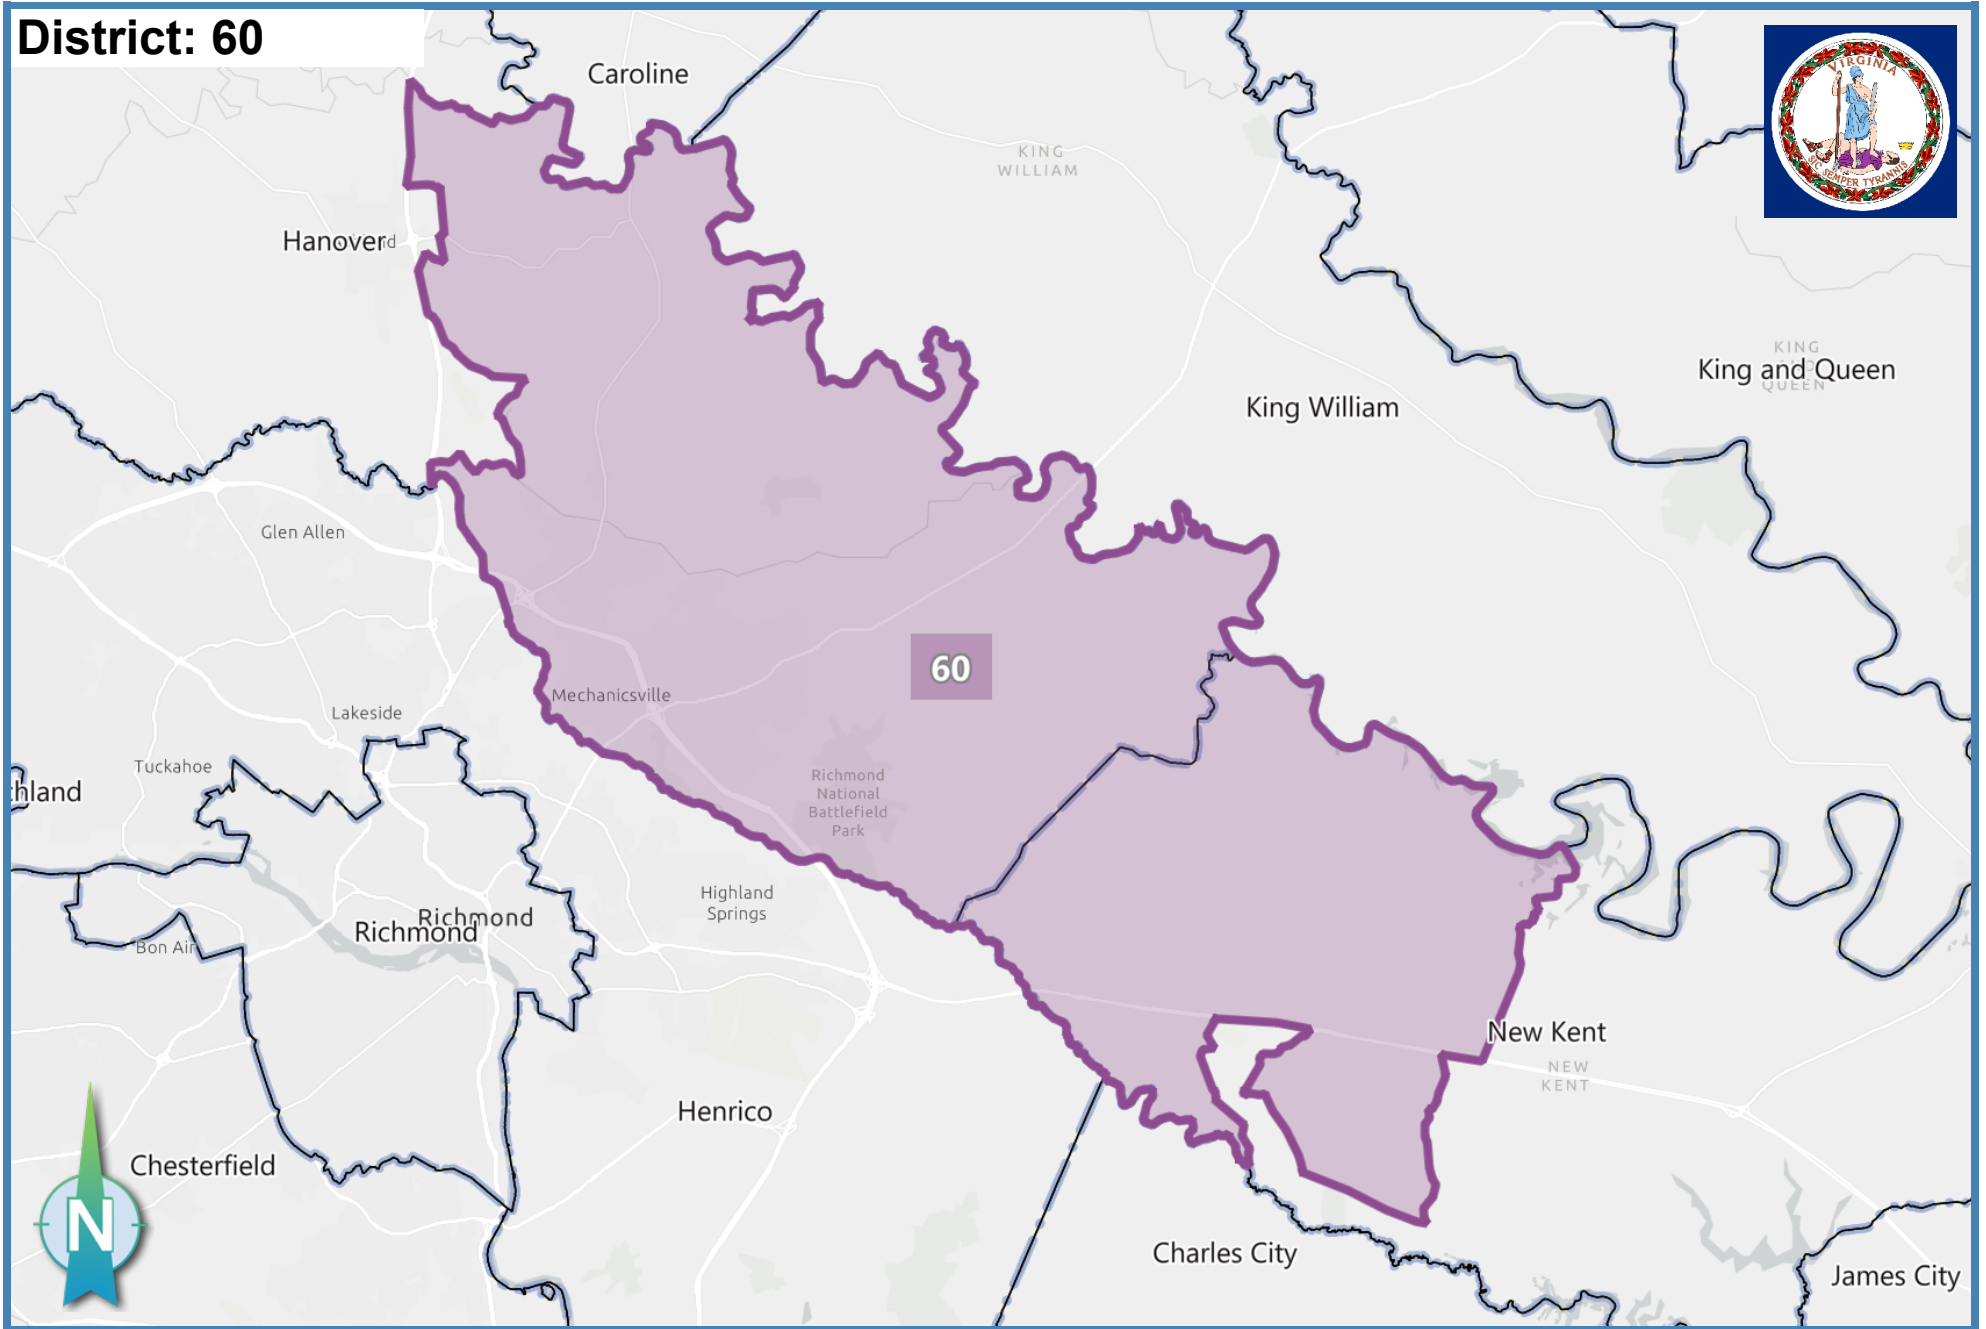 District: 60
VIRGINIA
SIC SEMPER TYRANNIS
Caroline
KING
WILLIAM
Hanover
KING
QUEEN
King and Queen
King William
Glen Allen
60
Mechanicsville
Lakeside
Tuckahoe
hland
Richmond
National
Battlefield
Park
Highland
Springs
Richmond
Richmond
Bon Air
New Kent
NEW
KENT
Henrico
Chesterfield
N
Charles City
James City